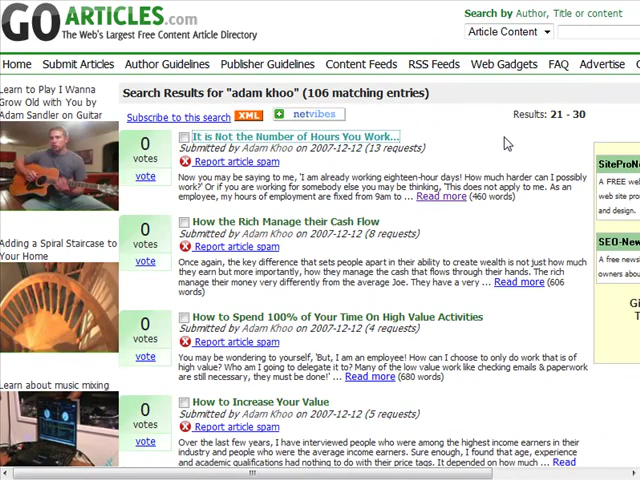 GO ARTICLES.com
The Web's Largest Free Content Article Directory
Search by Author, Title or content
Article Content
Home Submit Articles Author Guidelines Publisher Guidelines Content Feeds RSS Feeds Web Gadgets FAQ Advertise
Learn to Play I Wanna
Grow Old with You by
Adam Sandler on Guitar
Adding a Spiral Staircase to
Your Home
Learn about music mixing
Search Results for "adam khoo" (106 matching entries)
Subscribe to this search XML netvibes
Results: 21 - 30
0
votes
vote
It is Not the Number of Hours You Work...
Submitted by Adam Khoo on 2007-12-12 (13 requests)
Report article spam
Now you may be saying to me, 'I am already working eighteen-hour days! How much harder can I possibly
work?' Or if you are working for somebody else you may be thinking, 'This does not apply to me. As an
employee, my hours of employment are fixed from 9am to ... Read more (460 words)
0
votes
vote
How the Rich Manage their Cash Flow
Submitted by Adam Khoo on 2007-12-12 (8 requests)
Report article spam
Once again, the key difference that sets people apart in their ability to create wealth is not just how much
they earn but more importantly, how they manage the cash that flows through their hands. The rich
manage their money very differently from the average Joe. They have a very ... Read more (606
words)
0
votes
vote
How to Spend 100% of Your Time On High Value Activities
Submitted by Adam Khoo on 2007-12-12 (4 requests)
Report article spam
You may be wondering to yourself, 'But, I am an employee! How can I choose to only do work that is of
high value? Who am I going to delegate it to? Many of the low value work like checking emails & paperwork
are still necessary, they must be done!' ... Read more (680 words)
0
votes
vote
How to Increase Your Value
Submitted by Adam Khoo on 2007-12-12 (5 requests)
Report article spam
Over the last few years, I have interviewed people who were among the highest income earners in their
industry and people who were the average income earners. Sure enough, I found that age, experience
and academic qualifications had nothing to do with their price tags. It depended on how much ... Read
SiteProNe
A FREE web
web site pro
and design.
SEO-New
A free newsl
owners abou
Gi
T